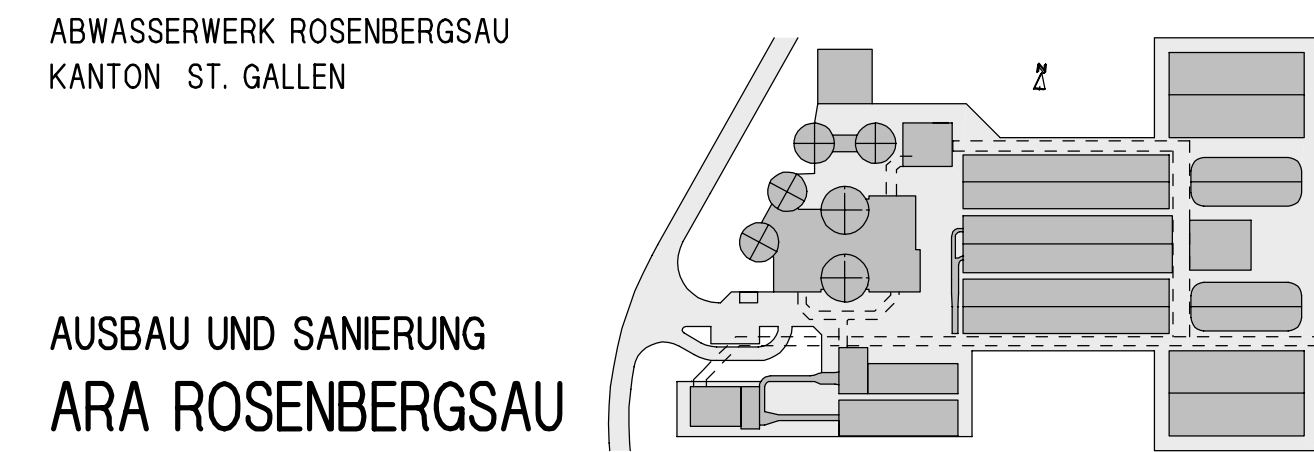 ABWASSERWERK ROSENBERGSAU
KANTON ST. GALLEN
N
AUSBAU UND SANIERUNG
ARA ROSENBERGSAU